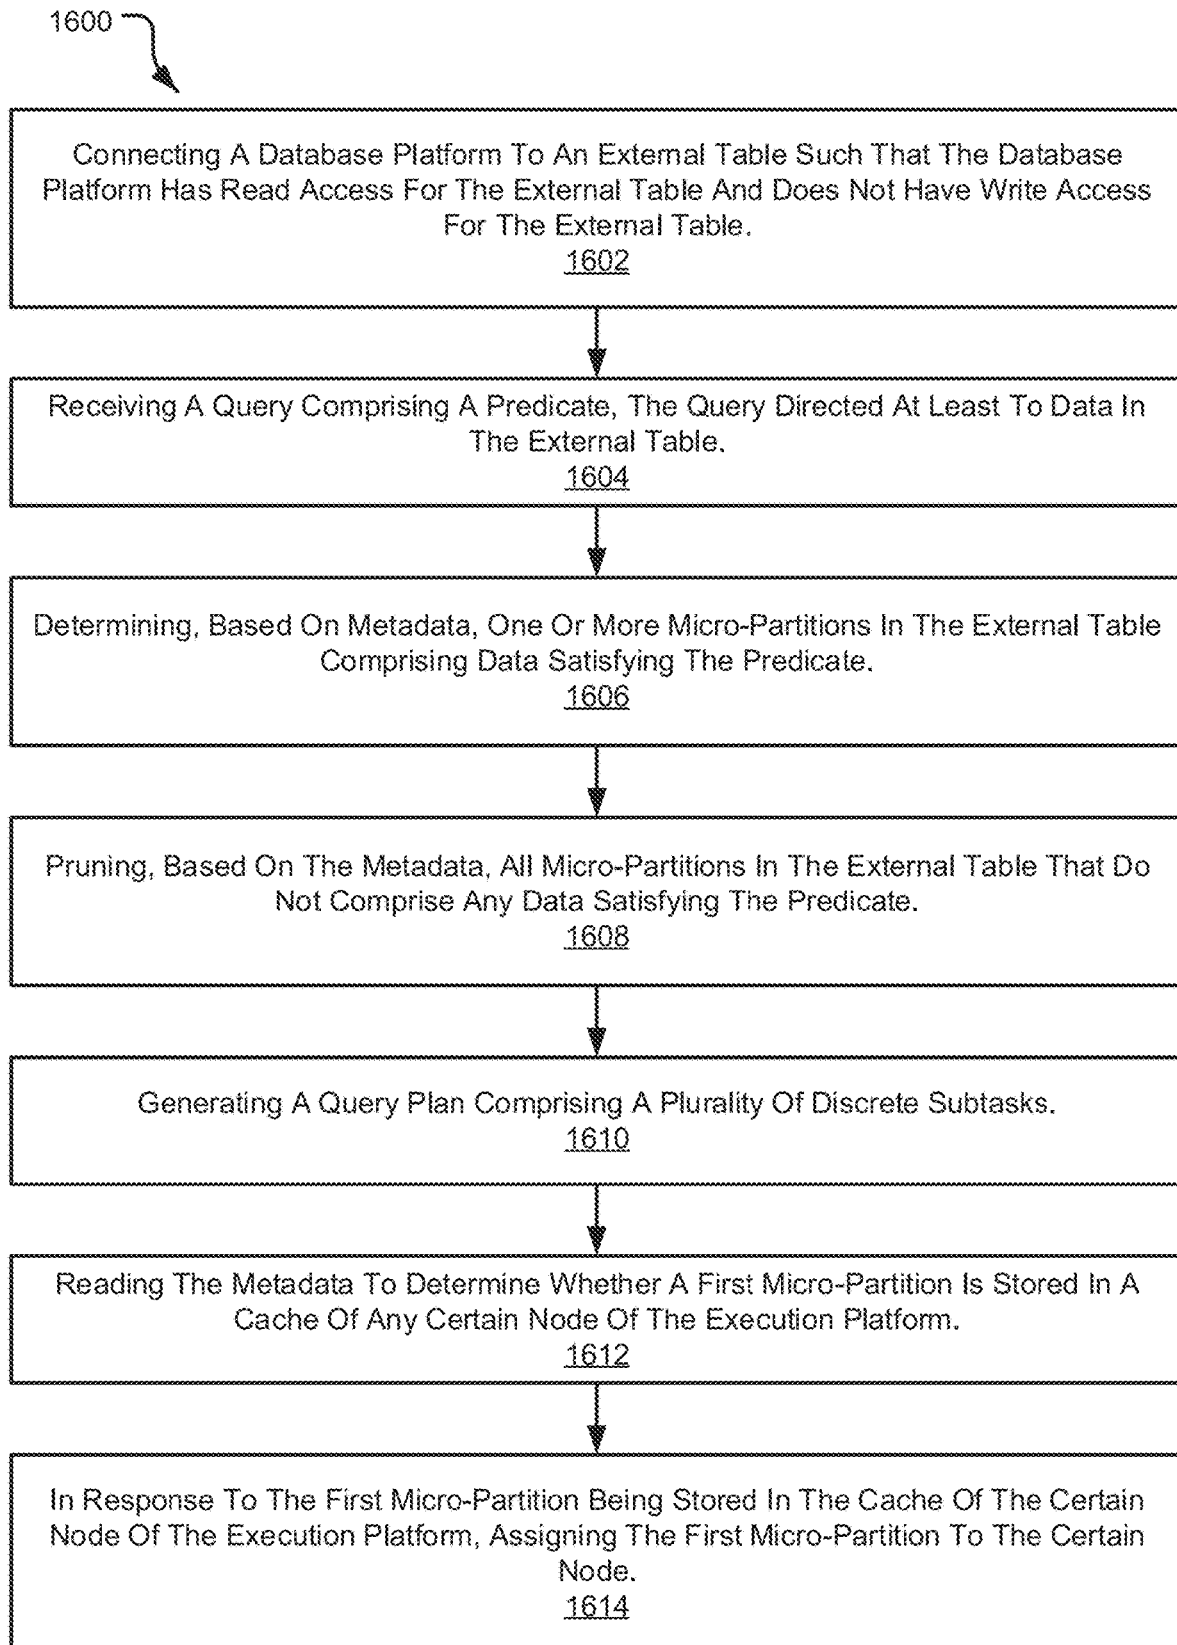 1600
Connecting A Database Platform To An External Table Such That The Database
Platform Has Read Access For The External Table And Does Not Have Write Access
For The External Table.
1602
Receiving A Query Comprising A Predicate, The Query Directed At Least To Data In
The External Table.
1604
Determining, Based On Metadata, One Or More Micro-Partitions In The External Table
Comprising Data Satisfying The Predicate.
1606
Pruning, Based On The Metadata, All Micro-Partitions In The External Table That Do
Not Comprise Any Data Satisfying The Predicate.
1608
Generating A Query Plan Comprising A Plurality Of Discrete Subtasks.
1610
Reading The Metadata To Determine Whether A First Micro-Partition Is Stored In A
Cache Of Any Certain Node Of The Execution Platform.
1612
In Response To The First Micro-Partition Being Stored In The Cache Of The Certain
Node Of The Execution Platform, Assigning The First Micro-Partition To The Certain
Node.
1614